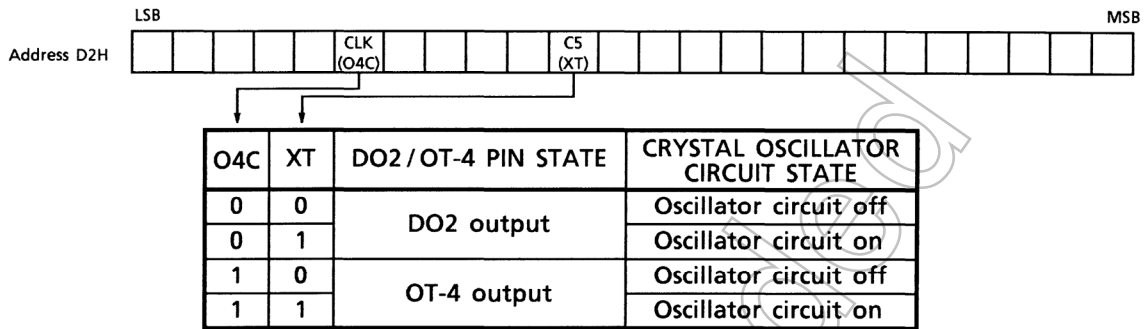 LSB MSB
Address D2H
CLK (O4C) C5 (XT)
O4C XT DO2/OT-4 PIN STATE CRYSTAL OSCILLATOR CIRCUIT STATE
0 0 DO2 output Oscillator circuit off
0 1 Oscillator circuit on
1 0 OT-4 output Oscillator circuit off
1 1 Oscillator circuit on